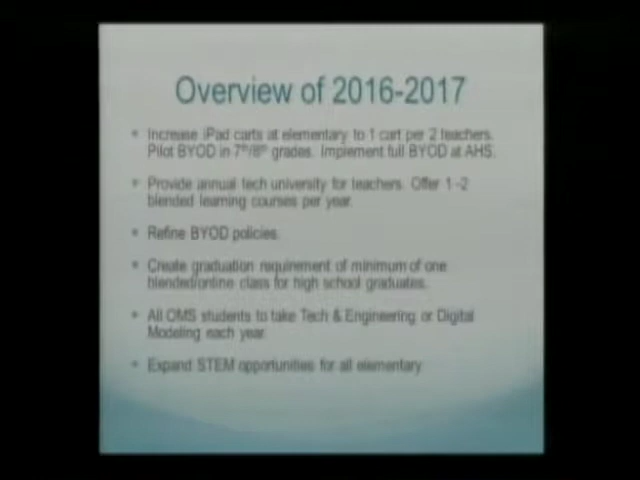 Overview of 2016-2017
Increase iPad carts at elementary to 1 cart per 2 teachers.
Pilot BYOD in 7th/8th grades. Implement full BYOD at AHS.
Provide annual tech university for teachers. Offer 1-2
blended learning courses per year.
Refine BYOD policies.
Create graduation requirement of minimum of one
blended/online class for high school graduates.
All OMS students to take Tech & Engineering or Digital
Modeling each year.
Expand STEM opportunities for all elementary